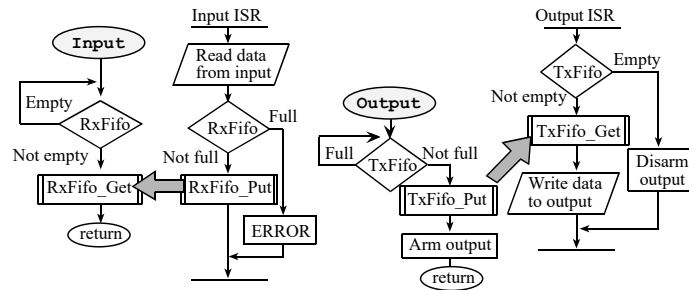 Input ISR
Input
Read data
from input
Empty
RxFifo
Not empty
RxFifo_Get
return
RxFifo
Full
Not full
RxFifo_Put
ERROR
Output
Full
TxFifo
Not full
TxFifo_Put
Arm output
return
Output ISR
TxFifo
Empty
Not empty
TxFifo_Get
Write data
to output
Disarm
output